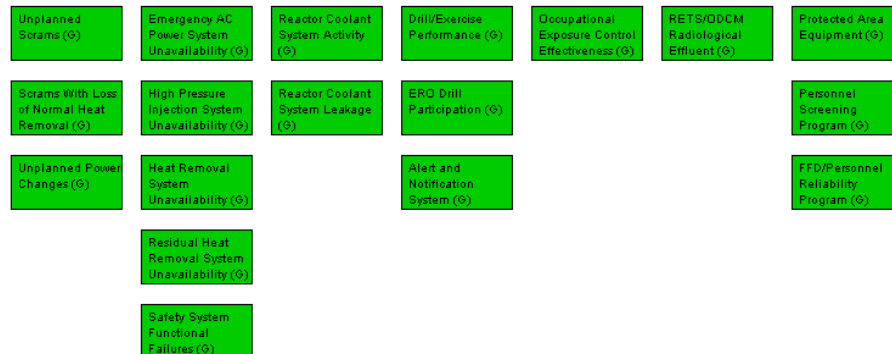 Unplanned
Scrams (G)
Emergency AC
Power System
Unavailability (G)
Reactor Coolant
System Activity
(G)
Drill/Exercise
Performance (G)
Occupational
Exposure Control
Effectiveness (G)
RETS/ODCM
Radiological
Effluent (G)
Protected Area
Equipment (G)
Scrams With Loss
of Normal Heat
Removal (G)
High Pressure
Injection System
Unavailability (G)
Reactor Coolant
System Leakage
(G)
ERO Drill
Participation (G)
Personnel
Screening
Program (G)
Unplanned Power
Changes (G)
Heat Removal
System
Unavailability (G)
Alert and
Notification
System (G)
FFD/Personnel
Reliability
Program (G)
Residual Heat
Removal System
Unavailability (G)
Safety System
Functional
Failures (G)